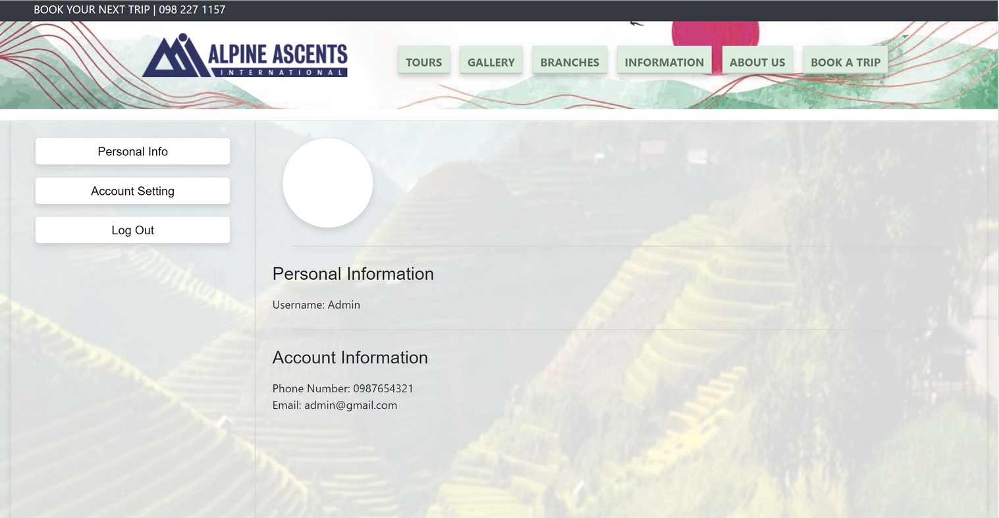 BOOK YOUR NEXT TRIP | 098 227 1157
ALPINE ASCENTS
INTERNATIONAL
TOURS
GALLERY
BRANCHES
INFORMATION
ABOUT US
BOOK A TRIP
Personal Info
Account Setting
Log Out
Personal Information
Username: Admin
Account Information
Phone Number: 0987654321
Email: admin@gmail.com